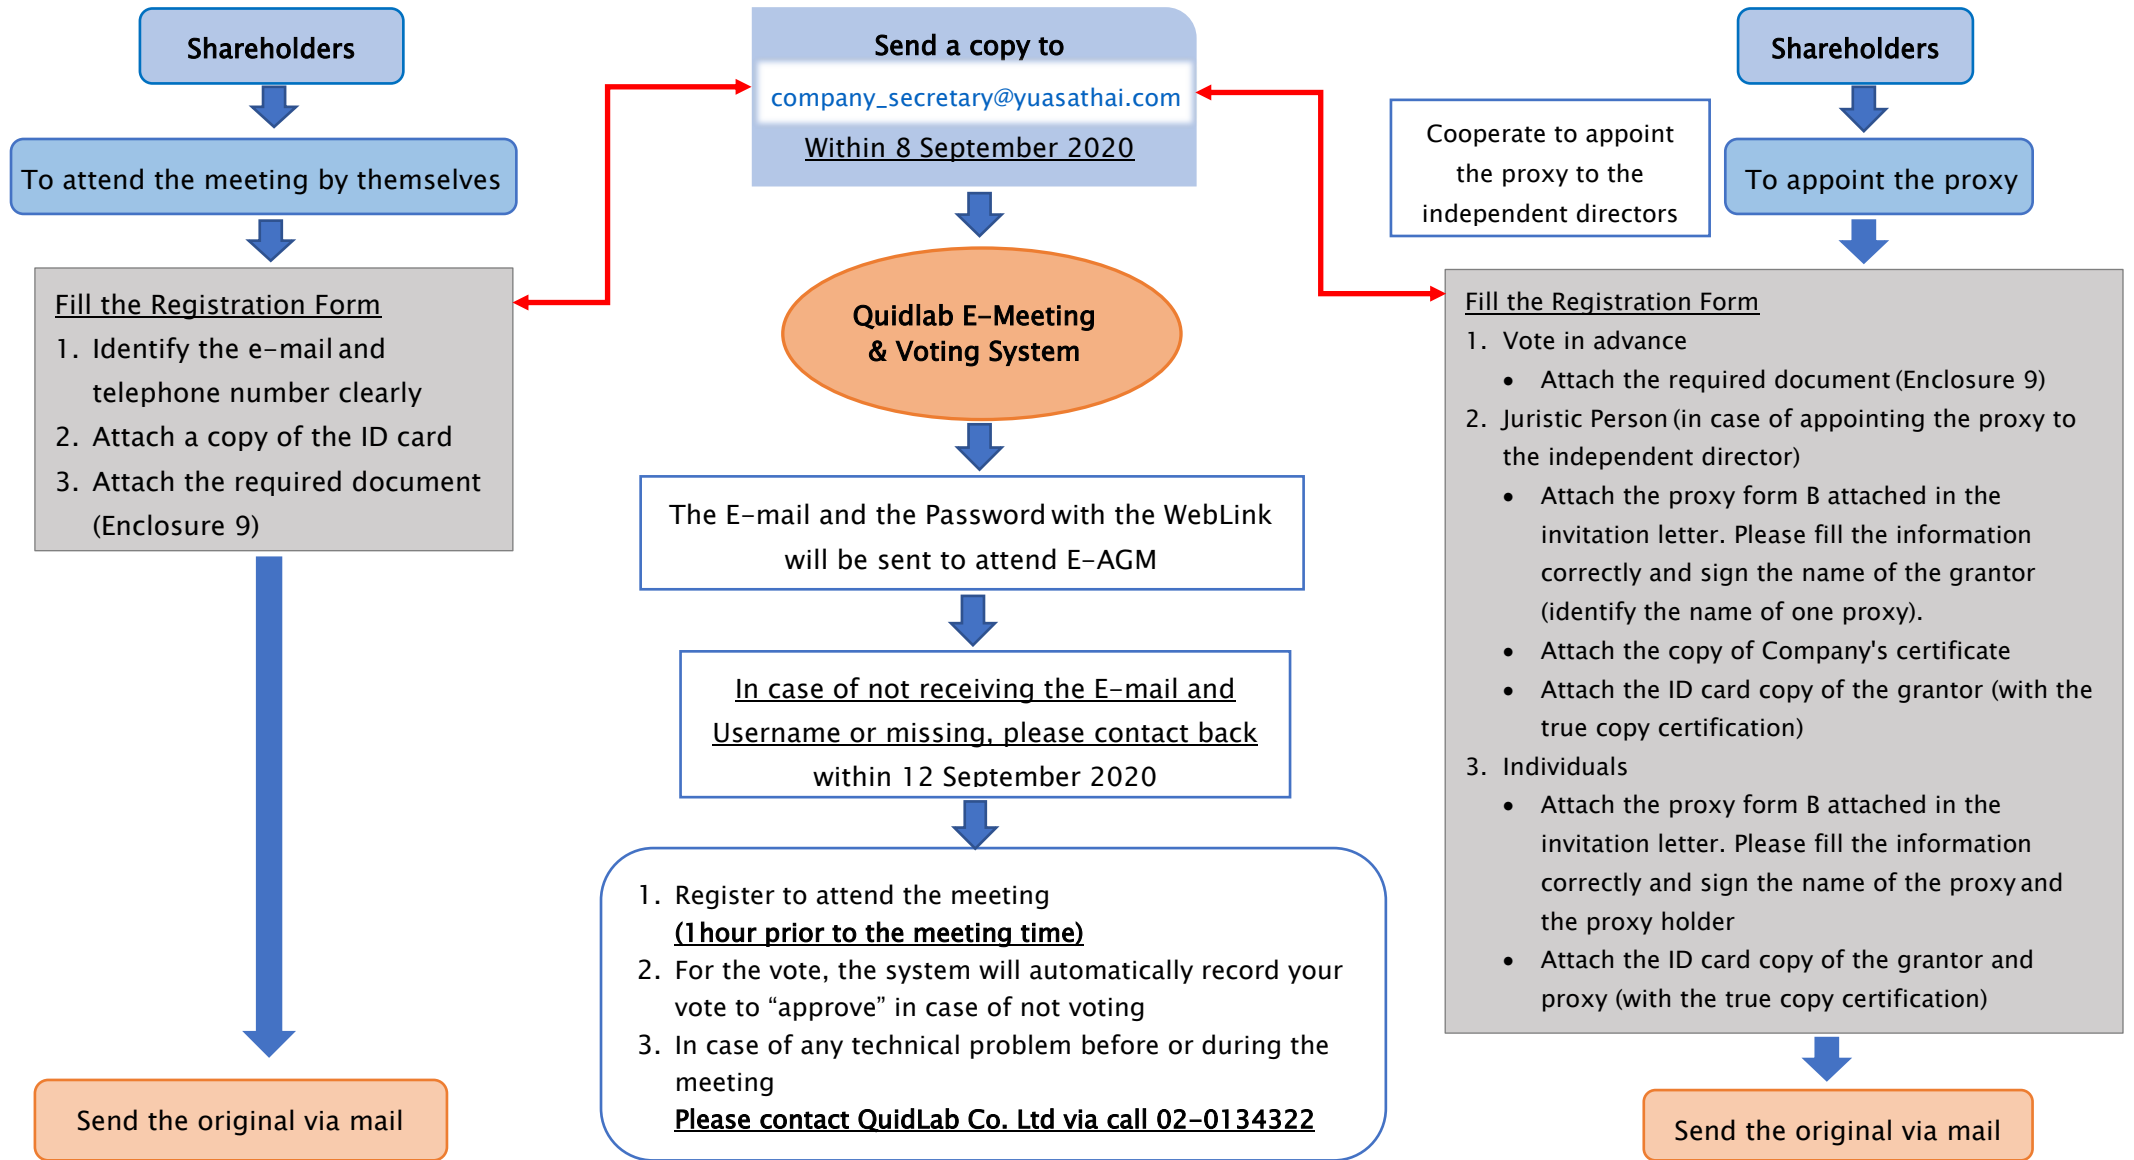 Shareholders
To attend the meeting by themselves
Fill the Registration Form
1. Identify the e-mail and
telephone number clearly
2. Attach a copy of the ID card
3. Attach the required document
(Enclosure 9)
Send the original via mail
Send a copy to
company_secretary@yuasathai.com
Within 8 September 2020
Quidlab E-Meeting
& Voting System
The E-mail and the Password with the WebLink
will be sent to attend E-AGM
In case of not receiving the E-mail and
Username or missing, please contact back
within 12 September 2020
1. Register to attend the meeting
(1hour prior to the meeting time)
2. For the vote, the system will automatically record your
vote to “approve” in case of not voting
3. In case of any technical problem before or during the
meeting
Please contact QuidLab Co. Ltd via call 02-0134322
Shareholders
Cooperate to appoint
the proxy to the
independent directors
To appoint the proxy
Fill the Registration Form
1. Vote in advance
• Attach the required document (Enclosure 9)
2. Juristic Person (in case of appointing the proxy to
the independent director)
• Attach the proxy form B attached in the
invitation letter. Please fill the information
correctly and sign the name of the grantor
(identify the name of one proxy).
• Attach the copy of Company's certificate
• Attach the ID card copy of the grantor (with the
true copy certification)
3. Individuals
• Attach the proxy form B attached in the
invitation letter. Please fill the information
correctly and sign the name of the proxy and
the proxy holder
• Attach the ID card copy of the grantor and
proxy (with the true copy certification)
Send the original via mail